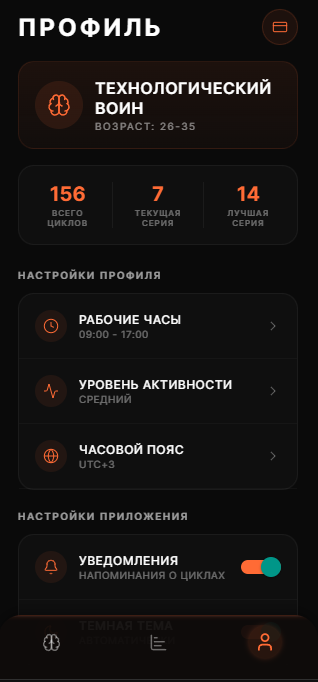 ПРОФИЛЬ
ТЕХНОЛОГИЧЕСКИЙ
ВОИН
ВОЗРАСТ: 26-35
156
7
14
ВСЕГО
ЦИКЛОВ
ТЕКУЩАЯ
СЕРИЯ
ЛУЧШАЯ
СЕРИЯ
НАСТРОЙКИ ПРОФИЛЯ
РАБОЧИЕ ЧАСЫ
09:00 - 17:00
УРОВЕНЬ АКТИВНОСТИ
СРЕДНИЙ
ЧАСОВОЙ ПОЯС
UTC+3
НАСТРОЙКИ ПРИЛОЖЕНИЯ
УВЕДОМЛЕНИЯ
НАПОМИНАНИЯ О ЦИКЛАХ
ТЕМНАЯ ТЕМА